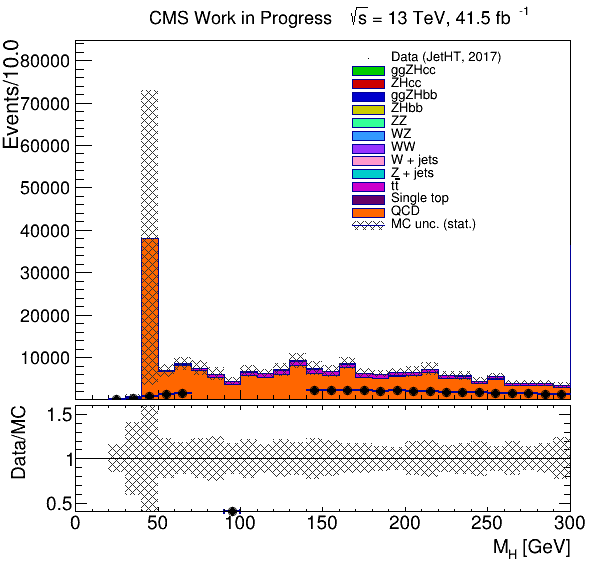 CMS Work in Progress √s = 13 TeV, 41.5 fb⁻¹
Events/10.0
80000
70000
60000
50000
40000
30000
20000
10000
Data (JetHT, 2017)
ggZHcc
ZHcc
ggZHbb
ZHbb
ZZ
WZ
WW
W + jets
Z + jets
tt̅
Single top
QCD
MC unc. (stat.)
Data/MC
1.5
1
0.5
0 50 100 150 200 250 300
M_H [GeV]